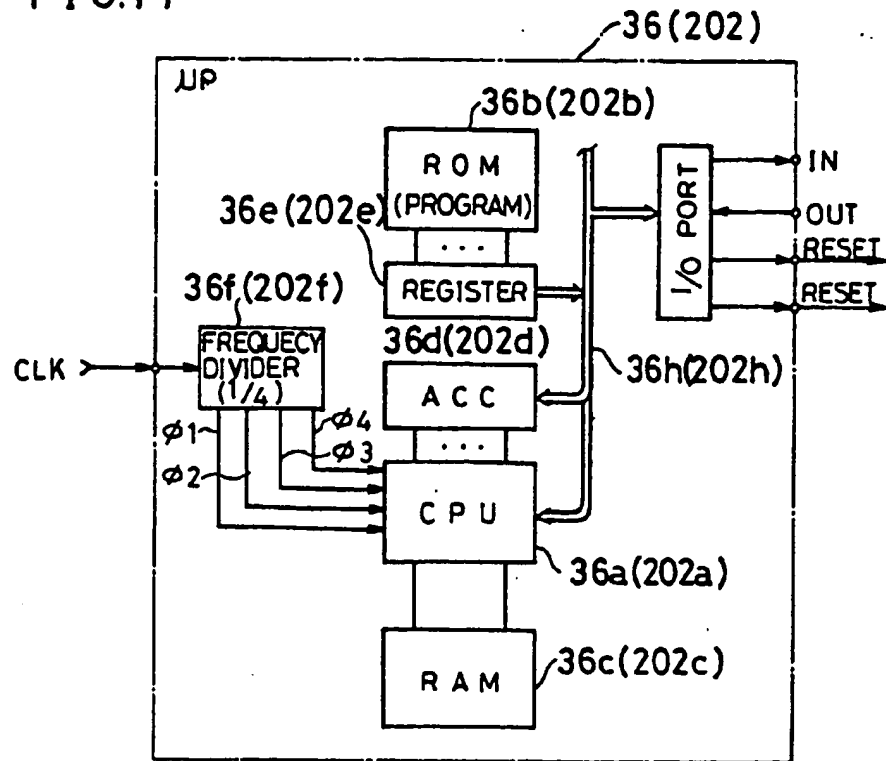 36(202)
μP
36b(202b)
ROM
(PROGRAM)
36e(202e)
REGISTER
I/O PORT
IN
OUT
RESET
RESET
36f(202f)
FREQUECY
DIVIDER
(1/4)
CLK
36d(202d)
ACC
36h(202h)
φ1
φ2
φ3
φ4
CPU
36a(202a)
RAM
36c(202c)